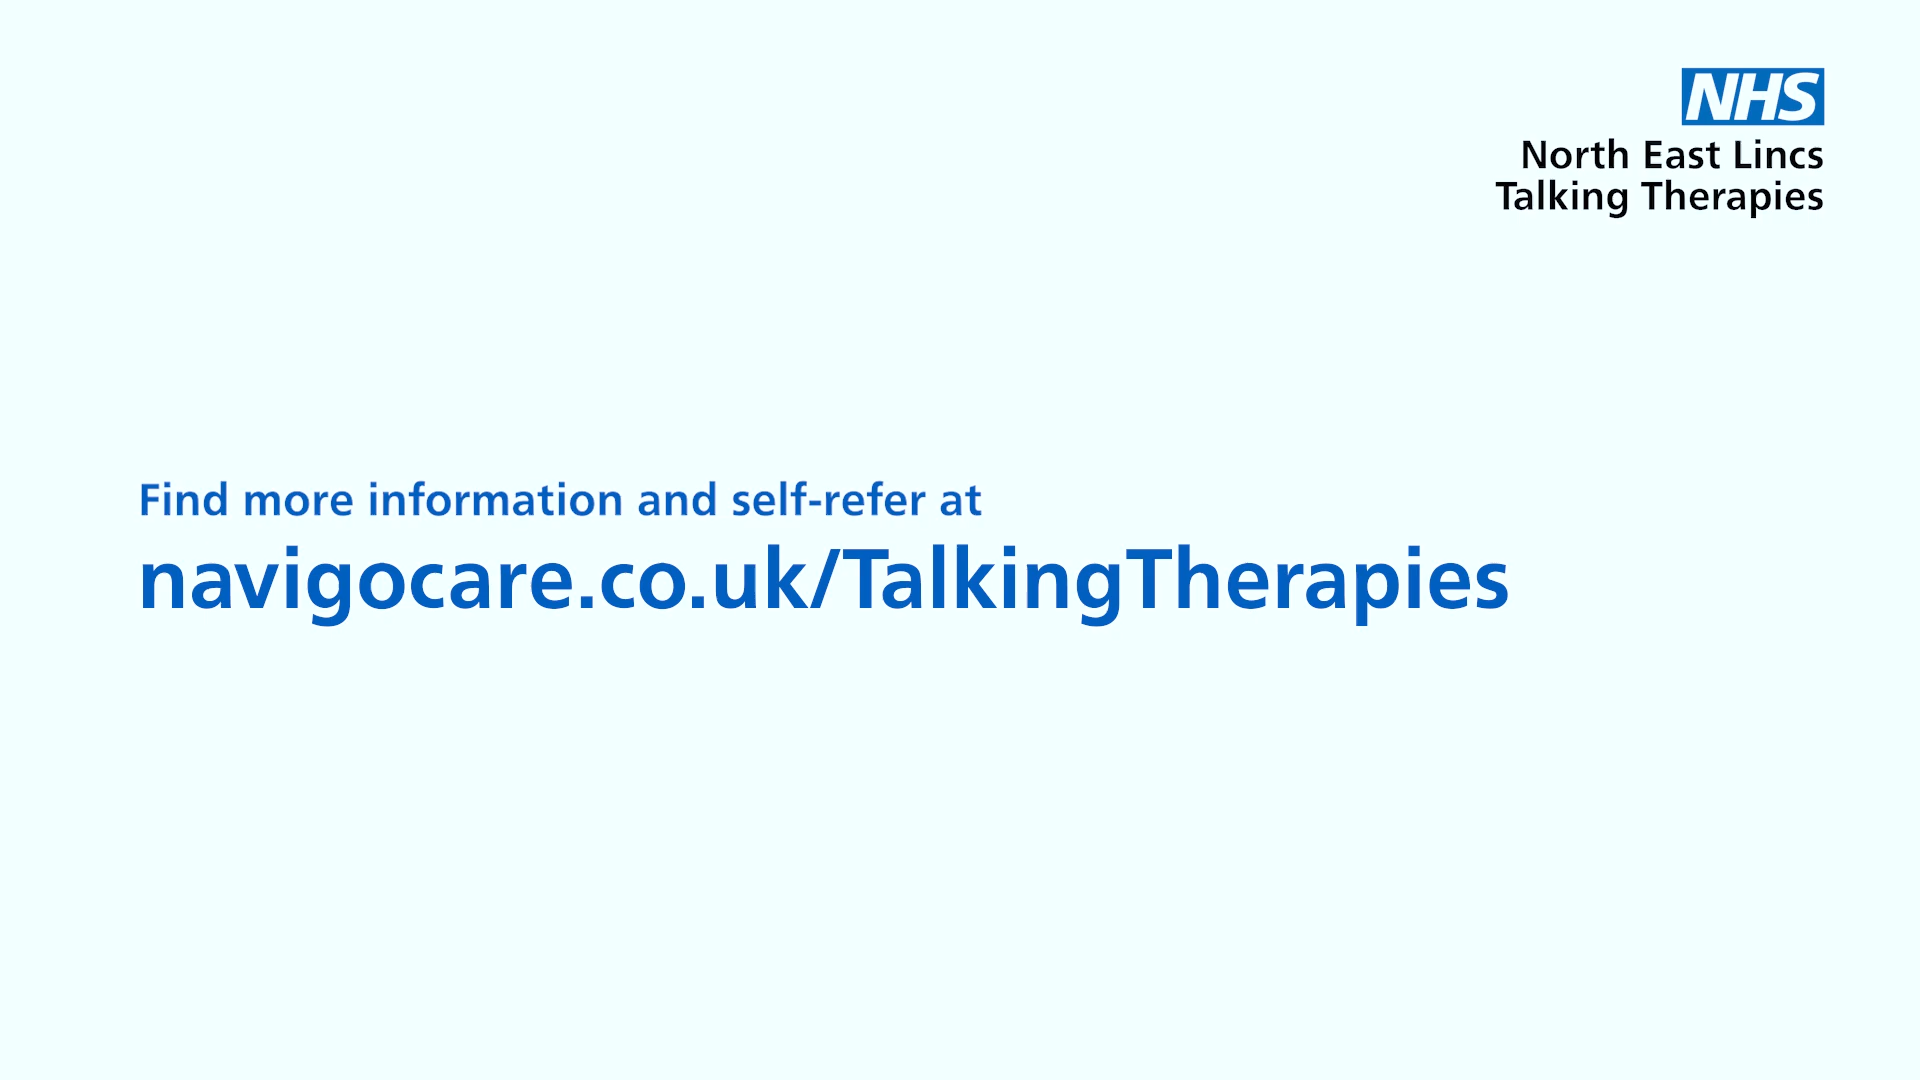 NHS
North East Lincs
Talking Therapies
Find more information and self-refer at
navigocare.co.uk/TalkingTherapies